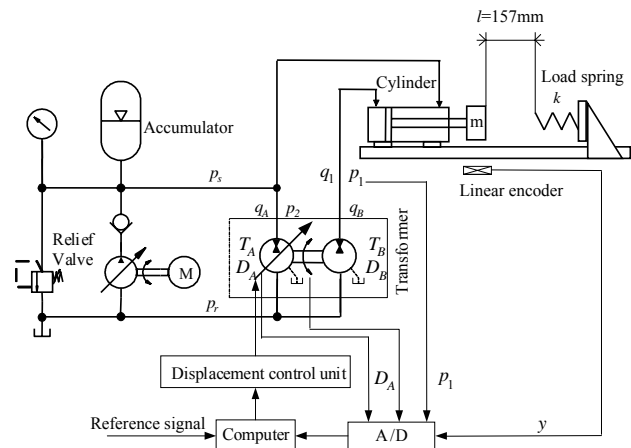 l=157mm
Cylinder
Load spring
k
m
Accumulator
p_s
q_1 p_1
Linear encoder
q_A p_2 q_B
Relief
Valve
T_A T_B
D_A D_B
Transformer
M
p_r
Displacement control unit
D_A p_1
Reference signal
Computer
A/D
y